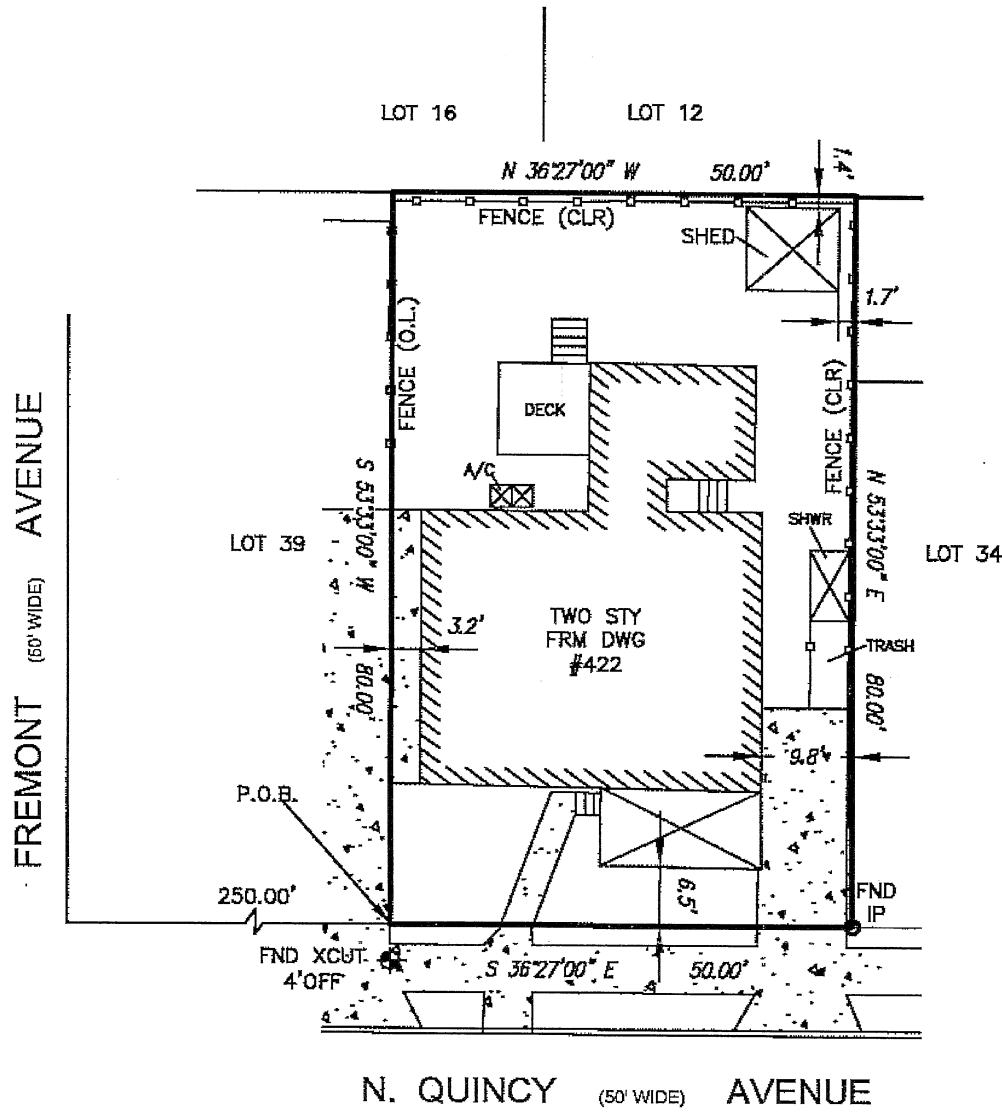 LOT 16
LOT 12
N 36°27'00" W 50.00'
1.4'
FENCE (CLR)
SHED
1.7'
FENCE (O.L.)
DECK
FENCE (CLR)
A/C
S 53°33'00" W
80.00'
N 53°33'00" E
80.00'
SHWR
LOT 39
LOT 34
3.2'
TWO STY
FRM DWG
#422
TRASH
9.8'
P.O.B.
6.5'
250.00'
FND
IP
FND XCUT
4'OFF
S 36°27'00" E 50.00'
FREMONT (60' WIDE) AVENUE
N. QUINCY (50' WIDE) AVENUE